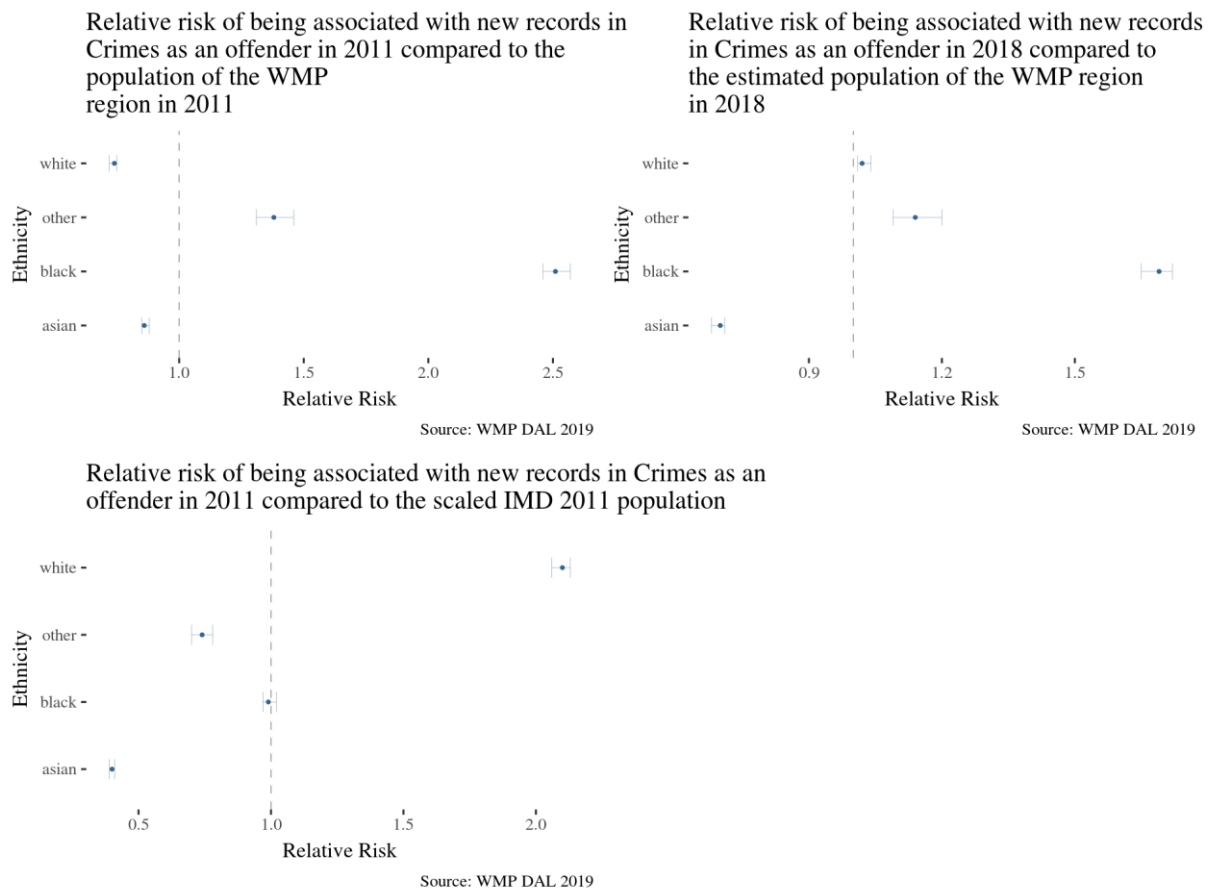 Relative risk of being associated with new records in
Crimes as an offender in 2011 compared to the
population of the WMP
region in 2011
white
other
black
asian
Ethnicity
1.0 1.5 2.0 2.5
Relative Risk
Source: WMP DAL 2019
Relative risk of being associated with new records
in Crimes as an offender in 2018 compared to
the estimated population of the WMP region
in 2018
white
other
black
asian
Ethnicity
0.9 1.2 1.5
Relative Risk
Source: WMP DAL 2019
Relative risk of being associated with new records in Crimes as an
offender in 2011 compared to the scaled IMD 2011 population
white
other
black
asian
Ethnicity
0.5 1.0 1.5 2.0
Relative Risk
Source: WMP DAL 2019